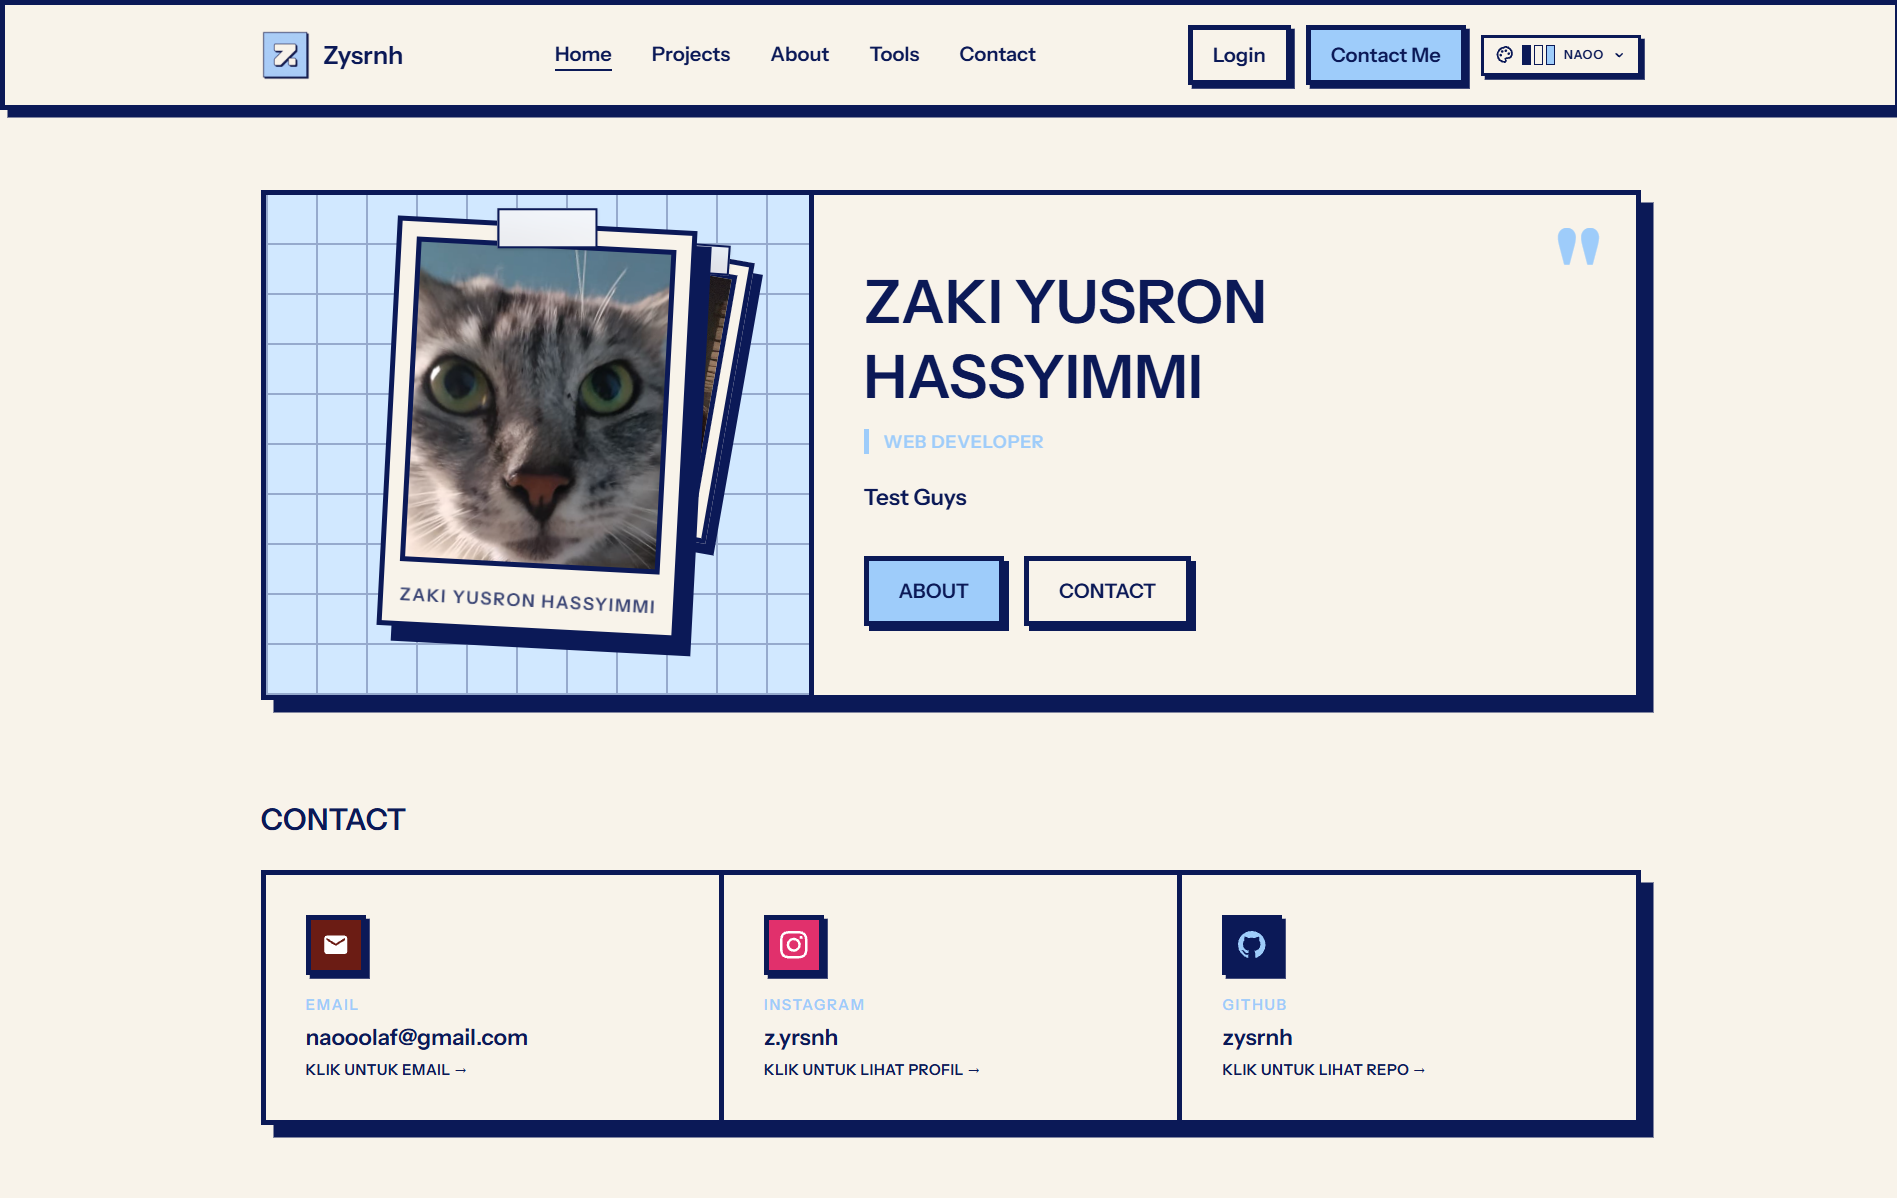 Zysrnh
Home
Projects
About
Tools
Contact
Login
Contact Me
NAOO
ZAKI YUSRON HASSYIMMI
"
ZAKI YUSRON
HASSYIMMI
WEB DEVELOPER
Test Guys
ABOUT
CONTACT
CONTACT
EMAIL
naooolaf@gmail.com
KLIK UNTUK EMAIL →
INSTAGRAM
z.yrsnh
KLIK UNTUK LIHAT PROFIL →
GITHUB
zysrnh
KLIK UNTUK LIHAT REPO →